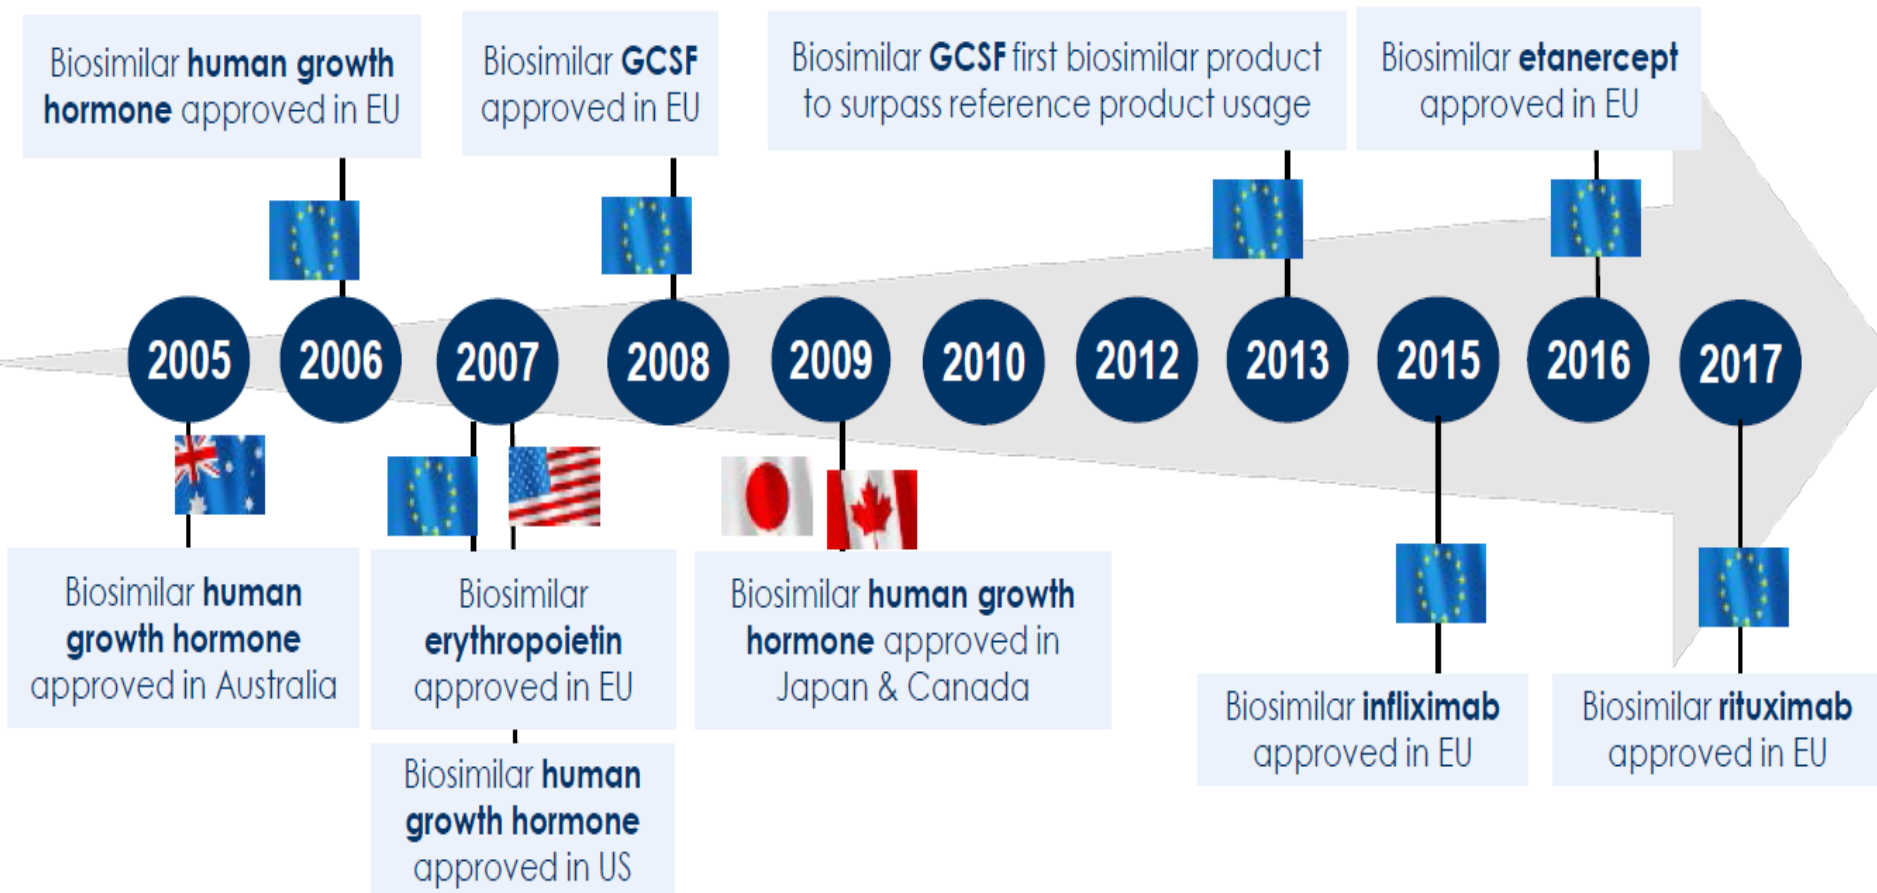 Biosimilar human growth
hormone approved in EU
Biosimilar GCSF
approved in EU
Biosimilar GCSF first biosimilar product
to surpass reference product usage
Biosimilar etanercept
approved in EU
2005
2006
2007
2008
2009
2010
2012
2013
2015
2016
2017
Biosimilar human
growth hormone
approved in Australia
Biosimilar
erythropoietin
approved in EU
Biosimilar human
growth hormone
approved in US
Biosimilar human growth
hormone approved in
Japan & Canada
Biosimilar infliximab
approved in EU
Biosimilar rituximab
approved in EU